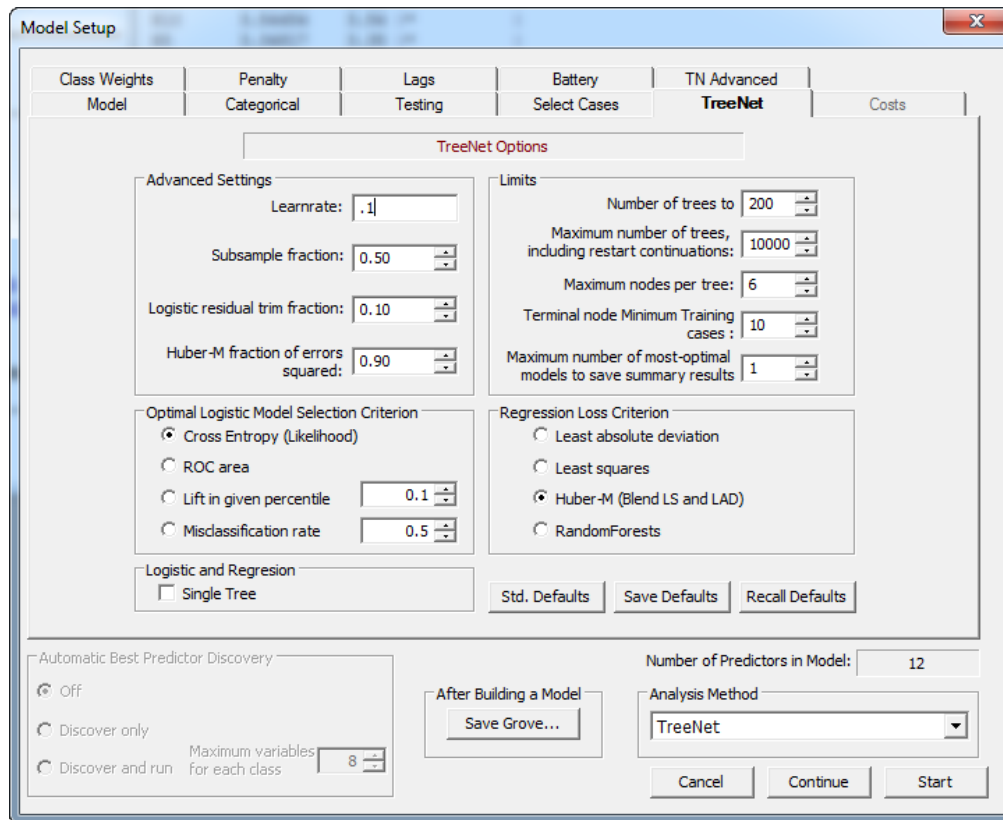 Model Setup
Class Weights Penalty Lags Battery TN Advanced
Model Categorical Testing Select Cases TreeNet Costs
TreeNet Options
Advanced Settings
Learnrate: .1
Subsample fraction: 0.50
Logistic residual trim fraction: 0.10
Huber-M fraction of errors
squared: 0.90
Limits
Number of trees to 200
Maximum number of trees,
including restart continuations: 10000
Maximum nodes per tree: 6
Terminal node Minimum Training
cases : 10
Maximum number of most-optimal
models to save summary results 1
Optimal Logistic Model Selection Criterion
Cross Entropy (Likelihood)
ROC area
Lift in given percentile 0.1
Misclassification rate 0.5
Regression Loss Criterion
Least absolute deviation
Least squares
Huber-M (Blend LS and LAD)
RandomForests
Logistic and Regresion
Single Tree
Std. Defaults Save Defaults Recall Defaults
Automatic Best Predictor Discovery
Off
Discover only
Discover and run
Maximum variables
for each class 8
After Building a Model
Save Grove...
Number of Predictors in Model: 12
Analysis Method
TreeNet
Cancel Continue Start